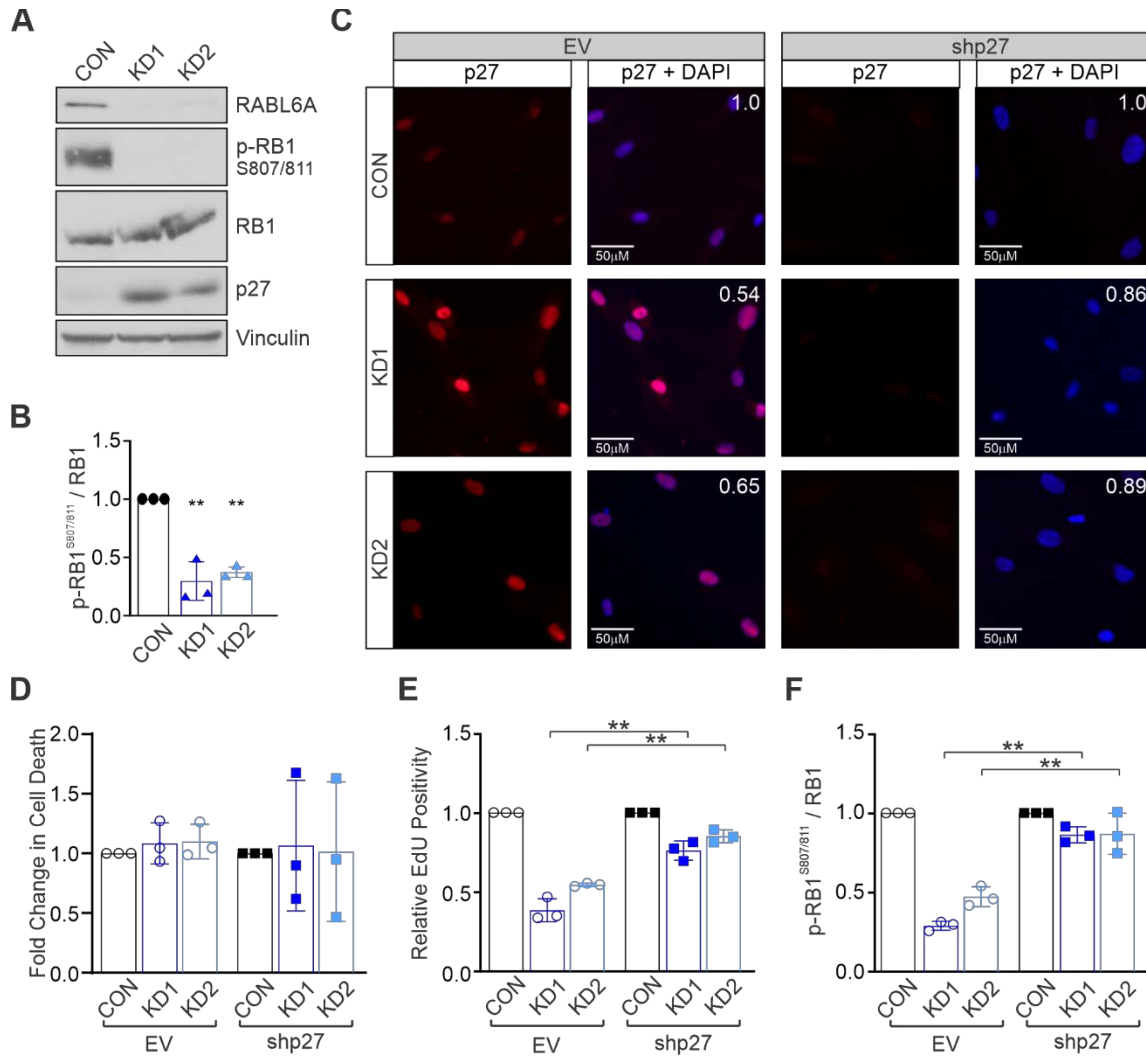 A
CON KD1 KD2
RABL6A
p-RB1
S807/811
RB1
p27
Vinculin
B
p-RB1S807/811 / RB1
1.5
1.0
0.5
0.0
** **
CON KD1 KD2
C
EV shp27
p27 p27 + DAPI p27 p27 + DAPI
CON
1.0 1.0
50µM 50µM
KD1
0.54 0.86
50µM 50µM
KD2
0.65 0.89
50µM 50µM
D
Fold Change in Cell Death
2.0
1.5
1.0
0.5
0.0
CON KD1 KD2 CON KD1 KD2
EV shp27
E
Relative EdU Positivity
1.5
1.0
0.5
0.0
**
**
CON KD1 KD2 CON KD1 KD2
EV shp27
F
p-RB1S807/811 / RB1
1.5
1.0
0.5
0.0
**
**
CON KD1 KD2 CON KD1 KD2
EV shp27